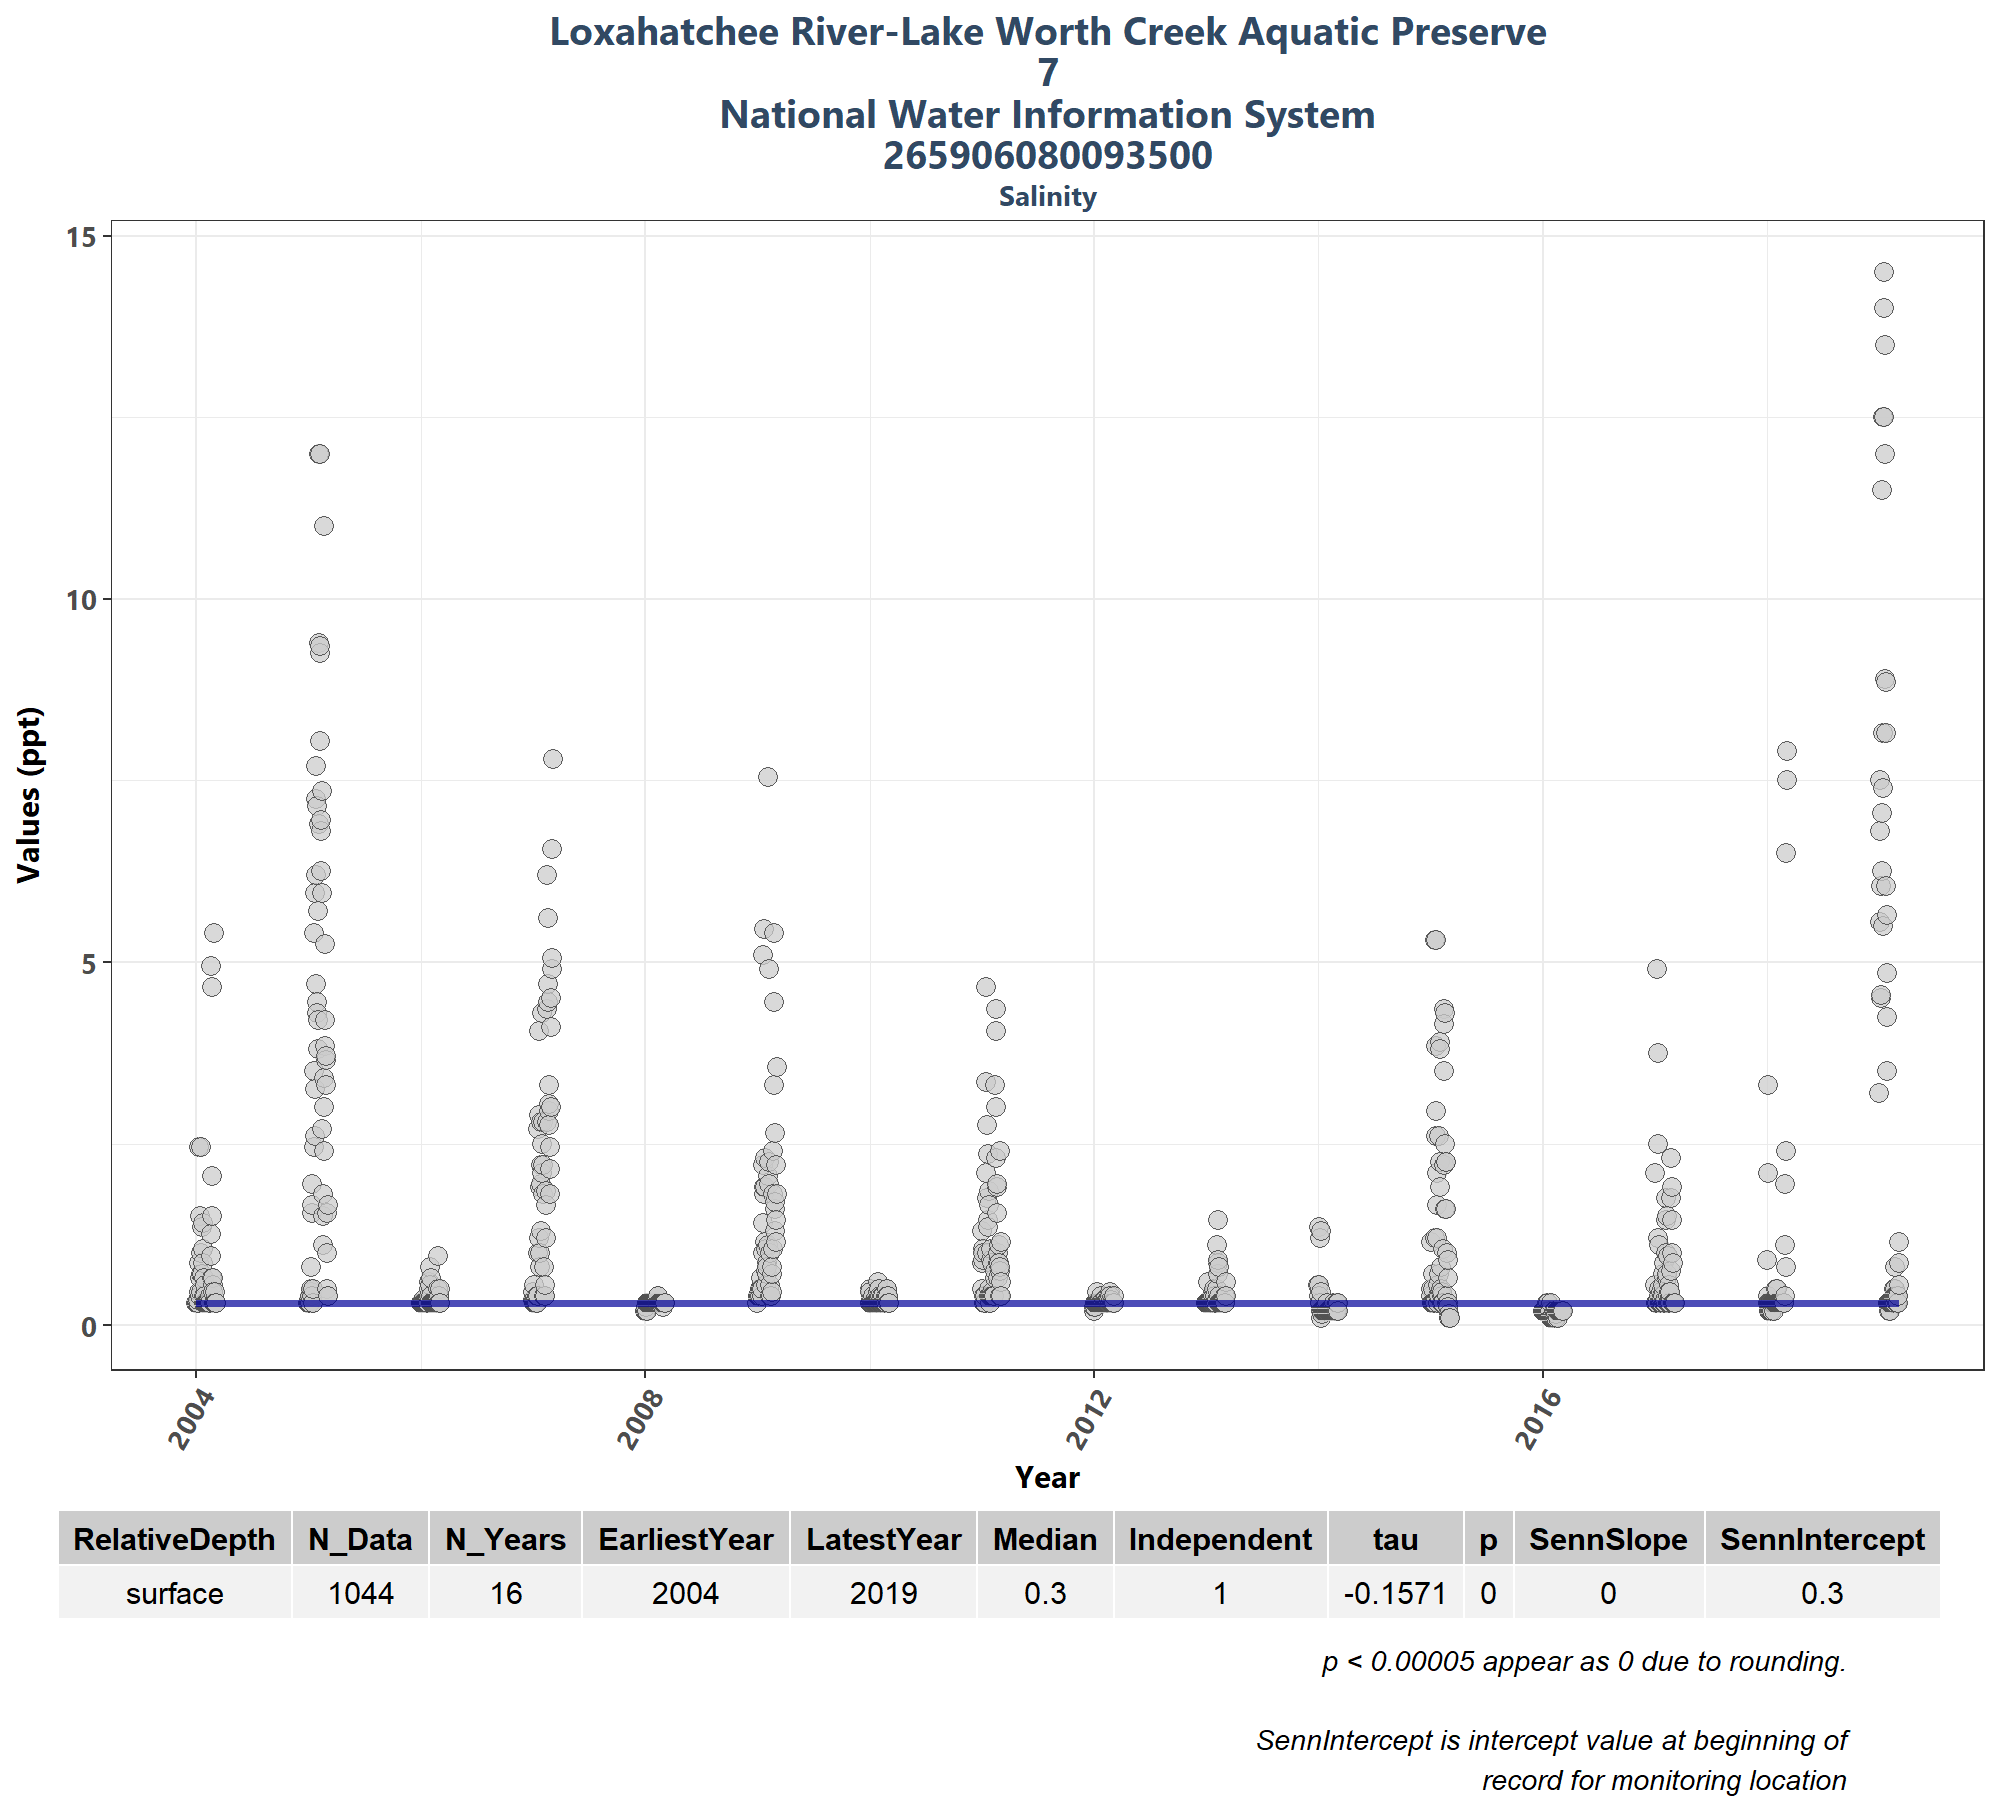 Loxahatchee River-Lake Worth Creek Aquatic Preserve
7
National Water Information System
265906080093500
Salinity
15
10
5
0
Values (ppt)
2004
2008
2012
2016
Year
RelativeDepth N_Data N_Years EarliestYear LatestYear Median Independent tau p SennSlope SennIntercept
surface 1044 16 2004 2019 0.3 1 -0.1571 0 0 0.3
p < 0.00005 appear as 0 due to rounding.
SennIntercept is intercept value at beginning of
record for monitoring location